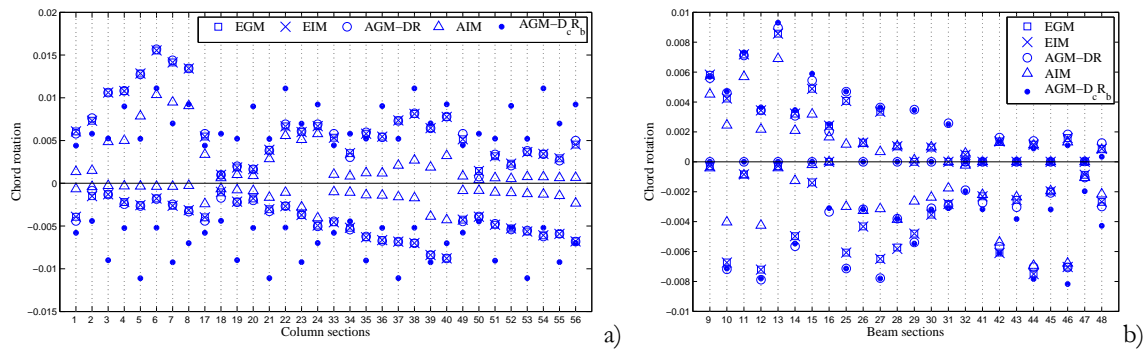 0.02
EGM EIM AGM−DR AIM AGM−D_cR_b
0.015
0.01
0.005
0
−0.005
−0.01
−0.015
Chord rotation
1 2 3 4 5 6 7 8 17 18 19 20 21 22 23 24 33 34 35 36 37 38 39 40 49 50 51 52 53 54 55 56
Column sections
a)
0.01
0.008
0.006
0.004
0.002
0
−0.002
−0.004
−0.006
−0.008
−0.01
Chord rotation
EGM
EIM
AGM−DR
AIM
AGM−D_cR_b
9 10 11 12 13 14 15 16 25 26 27 28 29 30 31 32 41 42 43 44 45 46 47 48
Beam sections
b)